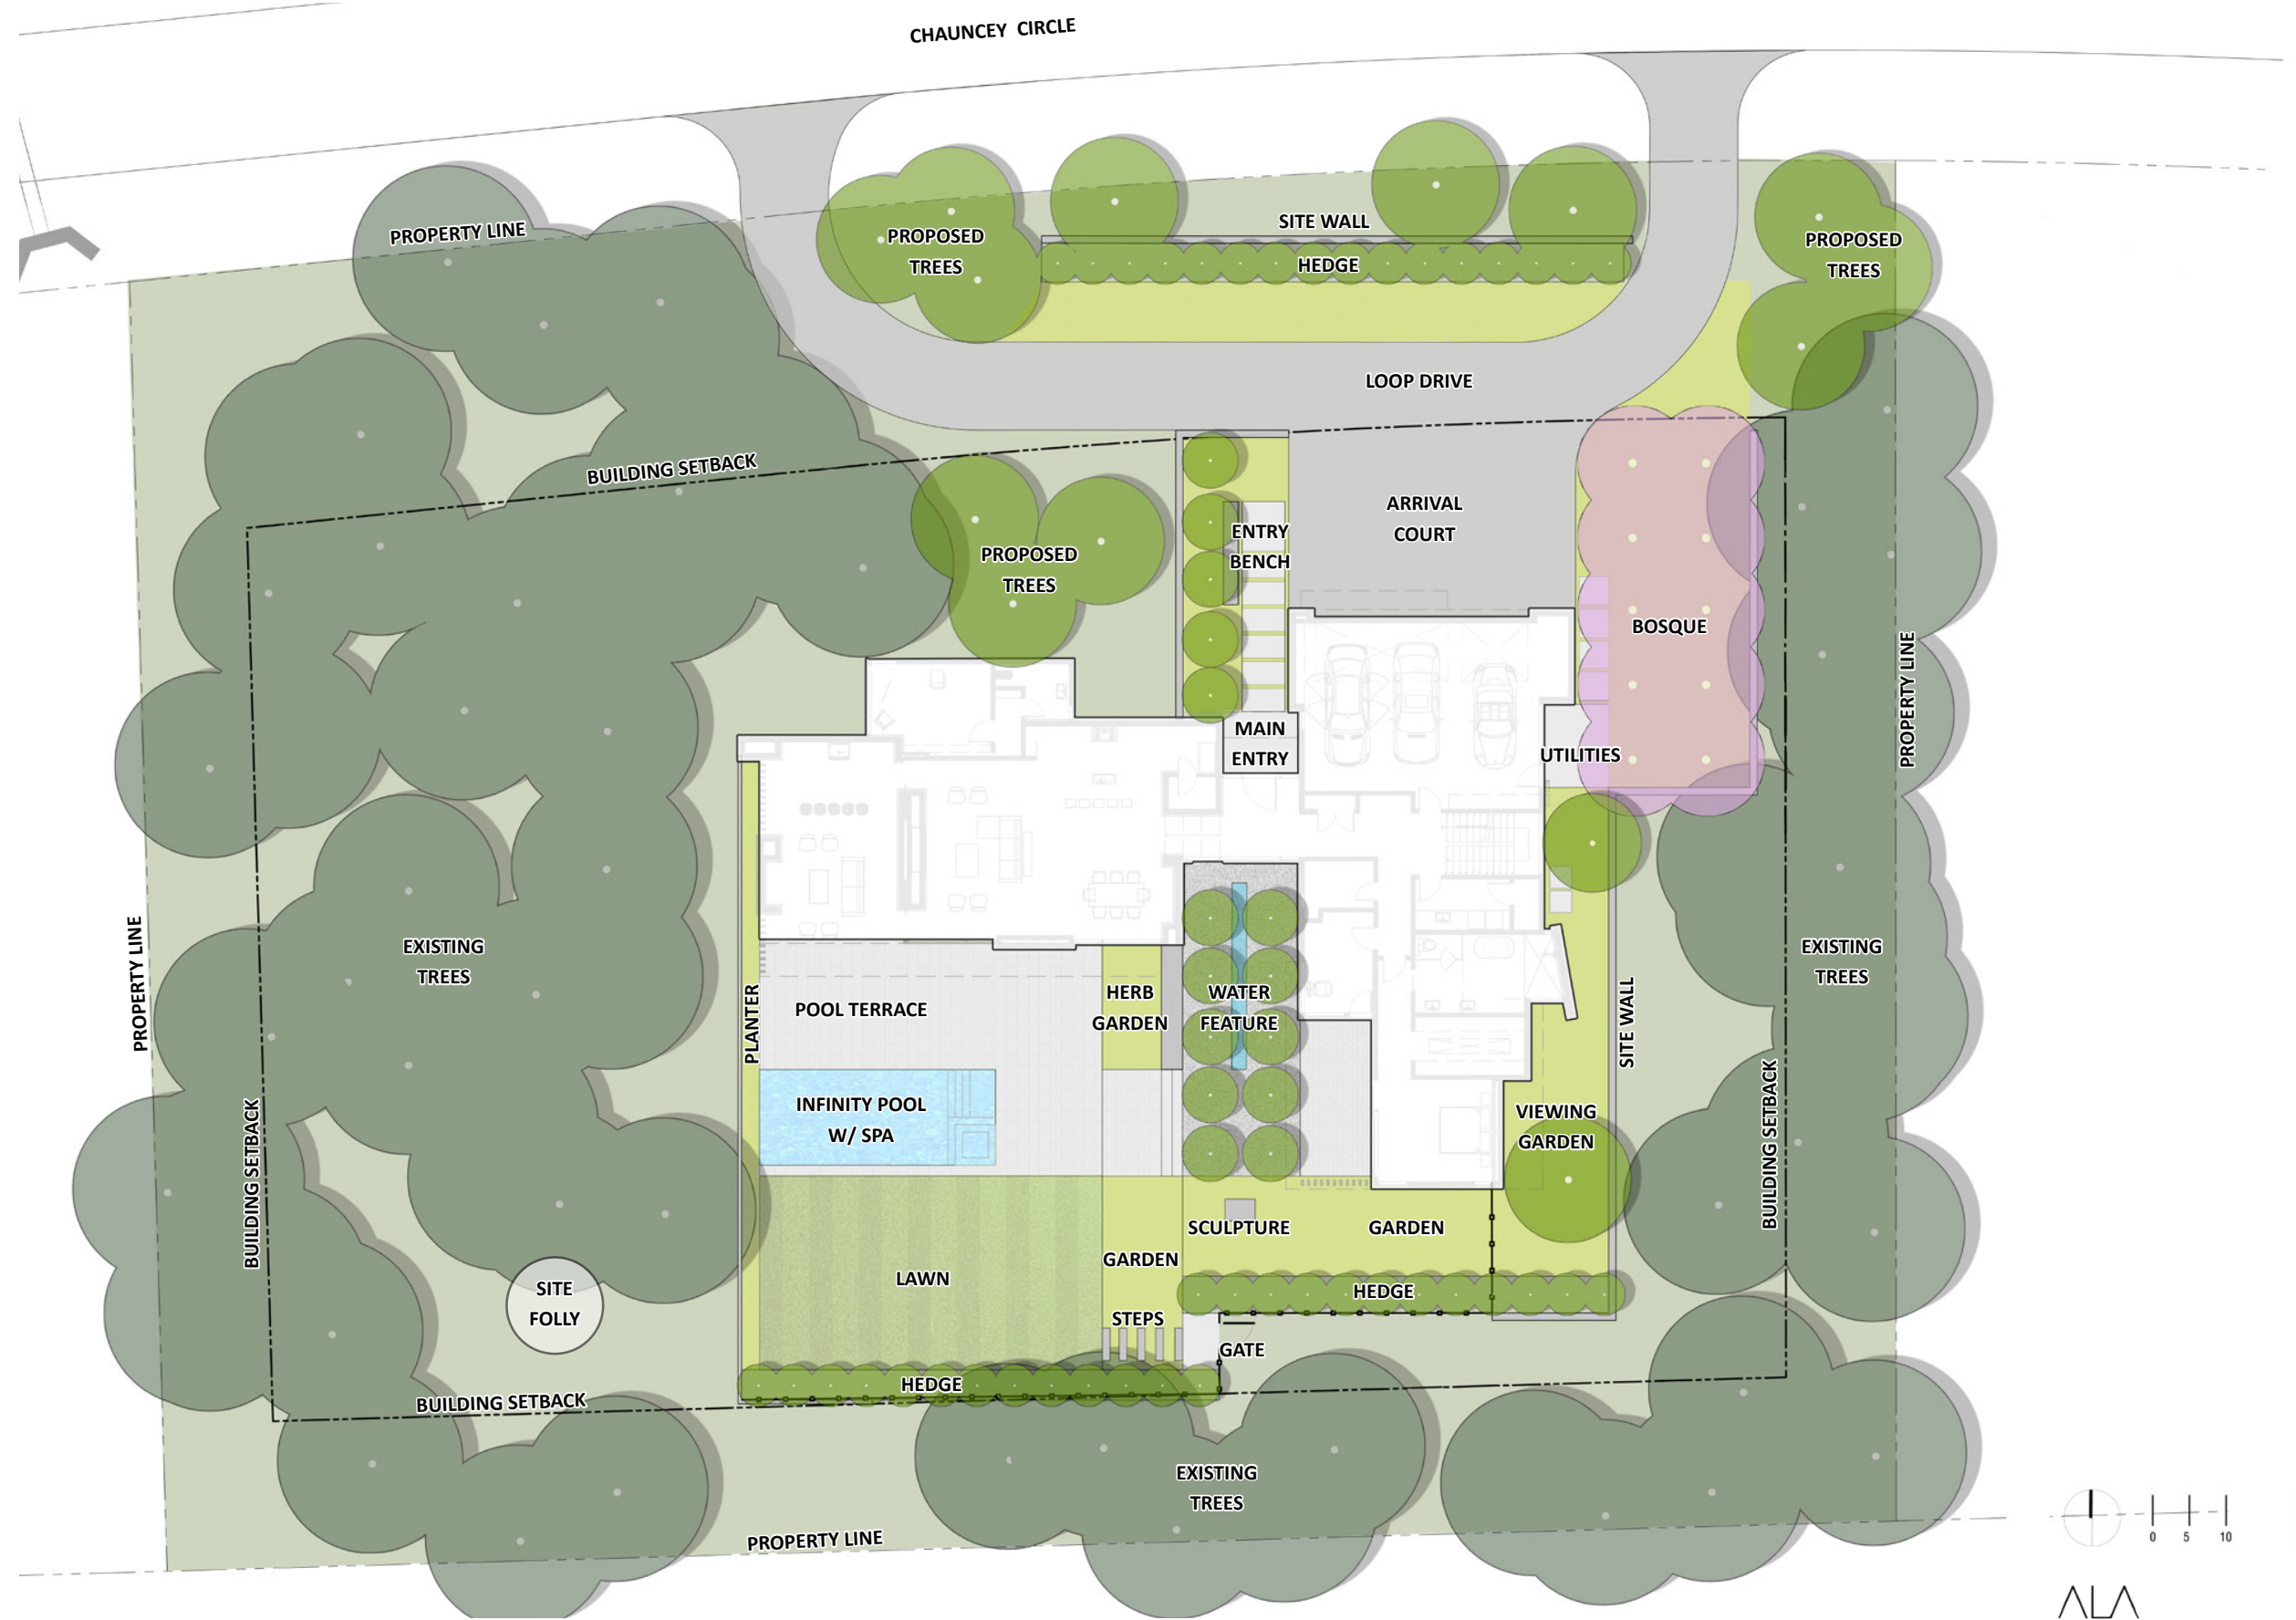 CHAUNCEY CIRCLE
PROPERTY LINE
SITE WALL
PROPOSED
TREES
HEDGE
PROPOSED
TREES
LOOP DRIVE
BUILDING SETBACK
ARRIVAL
COURT
ENTRY
BENCH
PROPOSED
TREES
BOSQUE
PROPERTY LINE
MAIN
ENTRY
UTILITIES
EXISTING
TREES
PROPERTY LINE
PLANTER
POOL TERRACE
HERB
GARDEN
WATER
FEATURE
SITE WALL
EXISTING
TREES
INFINITY POOL
W/ SPA
VIEWING
GARDEN
BUILDING SETBACK
BUILDING SETBACK
SCULPTURE
GARDEN
GARDEN
LAWN
SITE
FOLLY
HEDGE
STEPS
GATE
HEDGE
BUILDING SETBACK
EXISTING
TREES
PROPERTY LINE
0 5 10
ALA